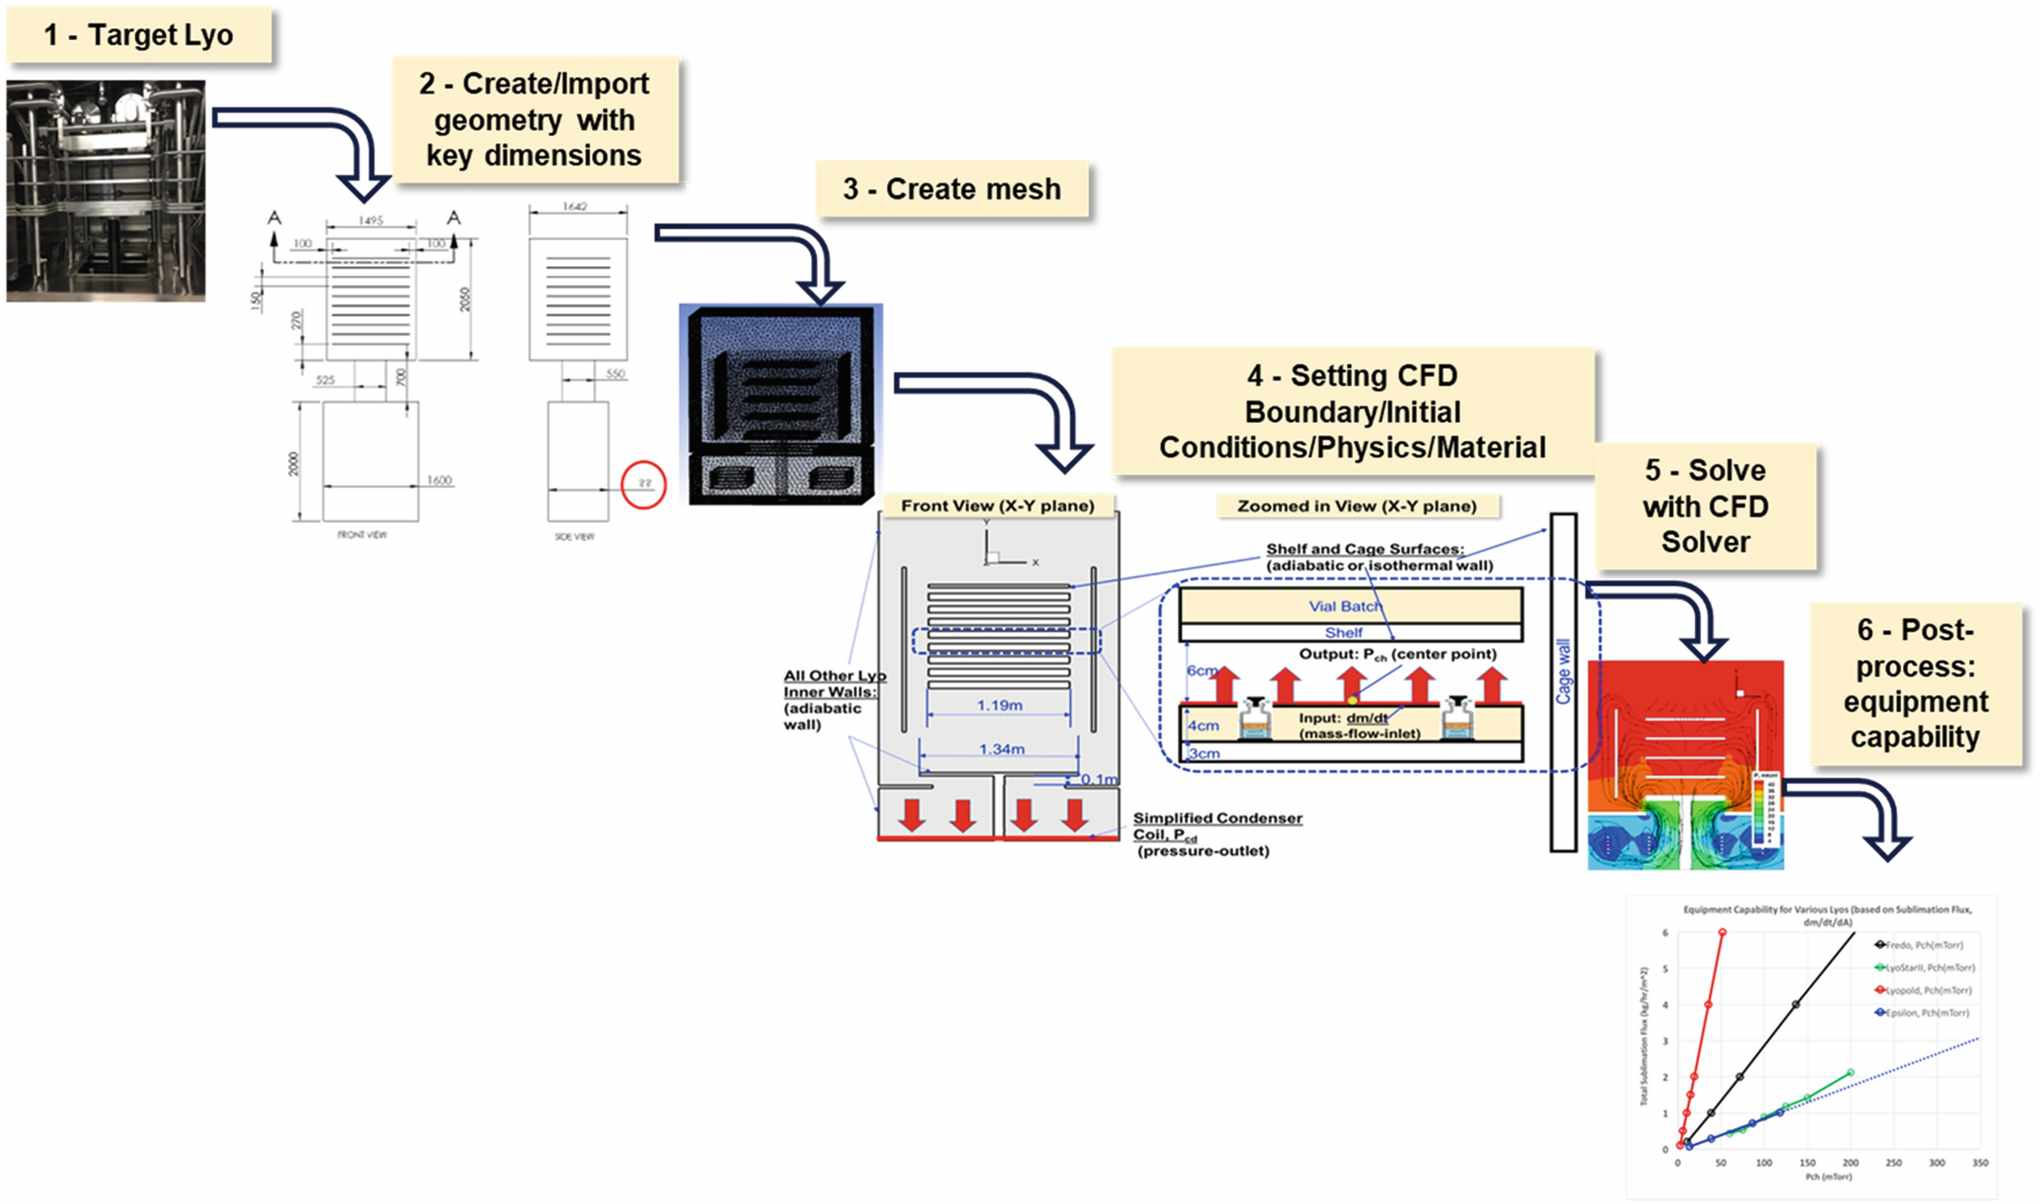 1 - Target Lyo
2 - Create/Import
geometry with
key dimensions
A
1495
A
100
100
150
270
2050
525
700
2000
1600
FRONT VIEW
1642
550
??
SIDE VIEW
3 - Create mesh
4 - Setting CFD
Boundary/Initial
Conditions/Physics/Material
Front View (X-Y plane)
Y
X
Z
All Other Lyo
Inner Walls:
(adiabatic
wall)
1.19m
1.34m
0.1m
Simplified Condenser
Coil, Pcd
(pressure-outlet)
Zoomed in View (X-Y plane)
Shelf and Cage Surfaces:
(adiabatic or isothermal wall)
Vial Batch
Shelf
Output: Pch (center point)
6cm
4cm
Input: dm/dt
(mass-flow-inlet)
3cm
Cage wall
5 - Solve
with CFD
Solver
6 - Post-
process:
equipment
capability
Equipment Capability for Various Lyos (based on Sublimation Flux,
dm/dt/dA)
Total Sublimation Flux (kg/hr/m^2)
6
5
4
3
2
1
0
Fredo, Pch(mTorr)
LyoStarII, Pch(mTorr)
Lyopold, Pch(mTorr)
Epsilon, Pch(mTorr)
0 50 100 150 200 250 300 350
Pch (mTorr)